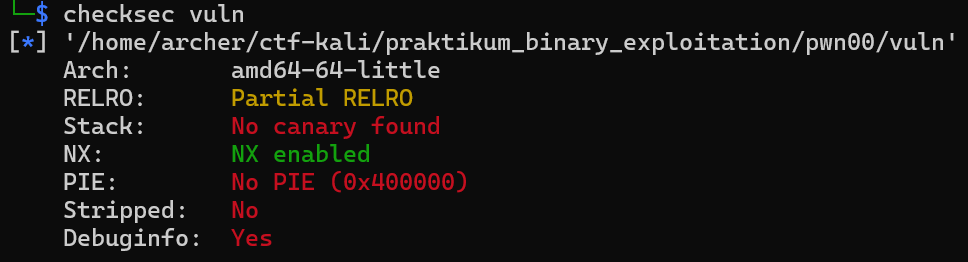 └─$ checksec vuln
[*] '/home/archer/ctf-kali/praktikum_binary_exploitation/pwn00/vuln'
Arch: amd64-64-little
RELRO: Partial RELRO
Stack: No canary found
NX: NX enabled
PIE: No PIE (0x400000)
Stripped: No
Debuginfo: Yes